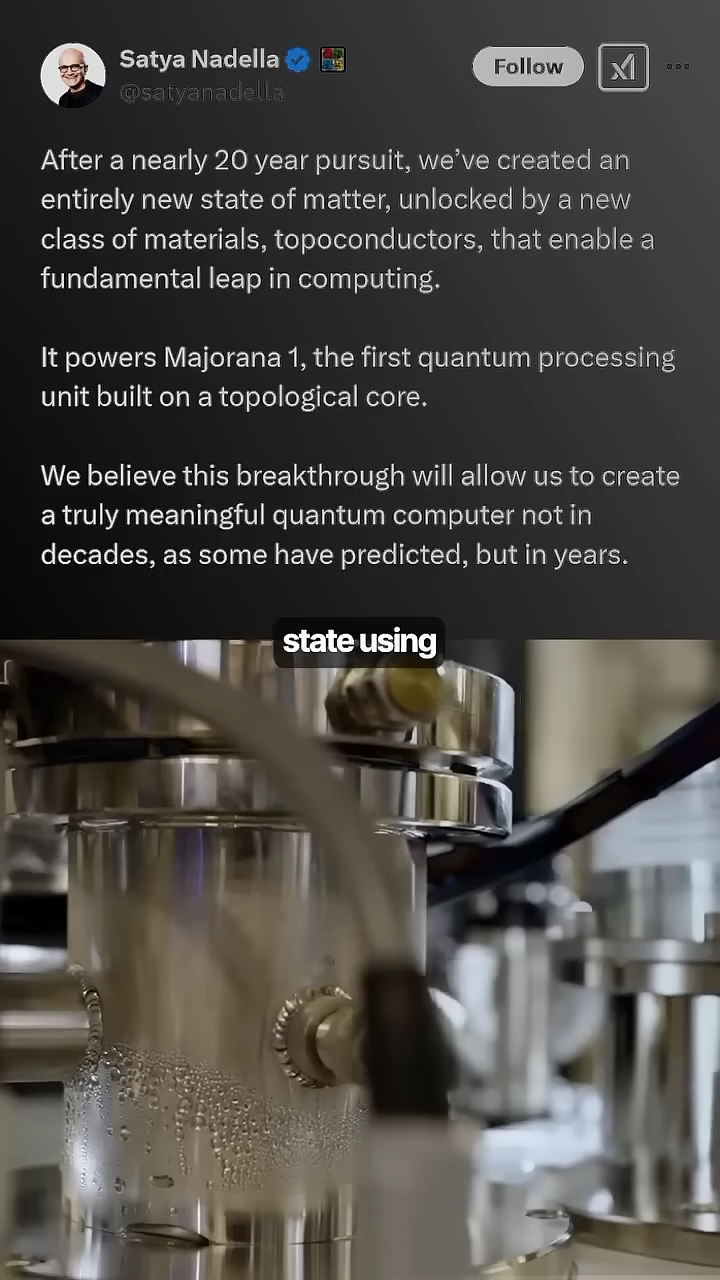 Satya Nadella
@satyanadella
Follow
After a nearly 20 year pursuit, we’ve created an
entirely new state of matter, unlocked by a new
class of materials, topoconductors, that enable a
fundamental leap in computing.
It powers Majorana 1, the first quantum processing
unit built on a topological core.
We believe this breakthrough will allow us to create
a truly meaningful quantum computer not in
decades, as some have predicted, but in years.
state using